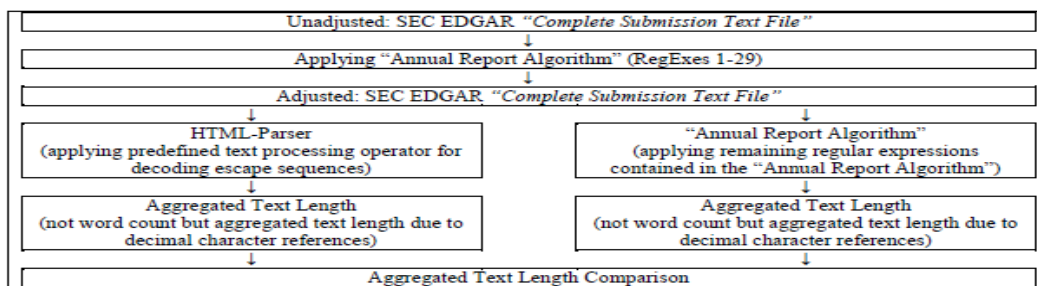 Unadjusted: SEC EDGAR “Complete Submission Text File”
↓
Applying “Annual Report Algorithm” (RegExes 1-29)
↓
Adjusted: SEC EDGAR “Complete Submission Text File”
↓
HTML-Parser
(applying predefined text processing operator for
decoding escape sequences)
↓
Aggregated Text Length
(not word count but aggregated text length due to
decimal character references)
↓
↓
“Annual Report Algorithm”
(applying remaining regular expressions
contained in the “Annual Report Algorithm”)
↓
Aggregated Text Length
(not word count but aggregated text length due to
decimal character references)
↓
Aggregated Text Length Comparison